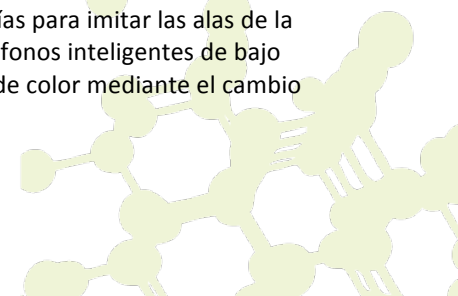 ías para imitar las alas de la
fonos inteligentes de bajo
de color mediante el cambio